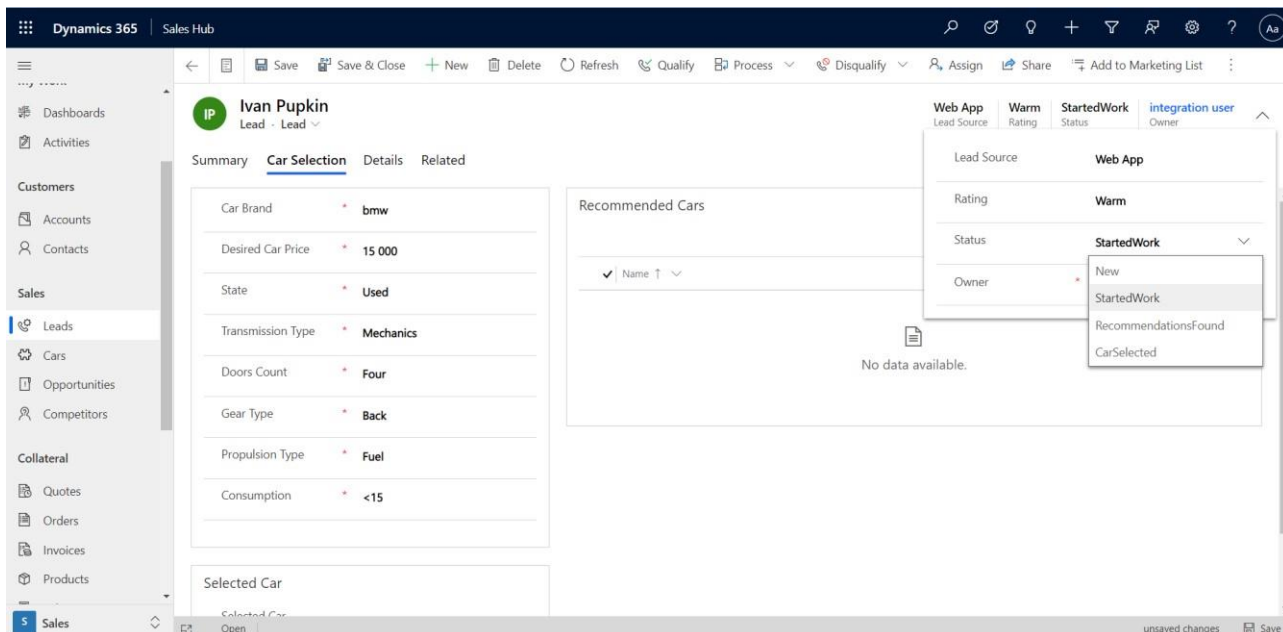 Dynamics 365 Sales Hub ? Aa
My Work
Dashboards
Activities
Customers
Accounts
Contacts
Sales
Leads
Cars
Opportunities
Competitors
Collateral
Quotes
Orders
Invoices
Products
S Sales
Save Save & Close New Delete Refresh Qualify Process Disqualify Assign Share Add to Marketing List
IP Ivan Pupkin
Lead · Lead
Web App Warm StartedWork integration user
Lead Source Rating Status Owner
Summary Car Selection Details Related
Car Brand * bmw
Desired Car Price * 15 000
State * Used
Transmission Type * Mechanics
Doors Count * Four
Gear Type * Back
Propulsion Type * Fuel
Consumption * <15
Selected Car
Selected Car
Recommended Cars
Name ↑
No data available.
Lead Source Web App
Rating Warm
Status StartedWork
Owner *
New
StartedWork
RecommendationsFound
CarSelected
Open unsaved changes Save